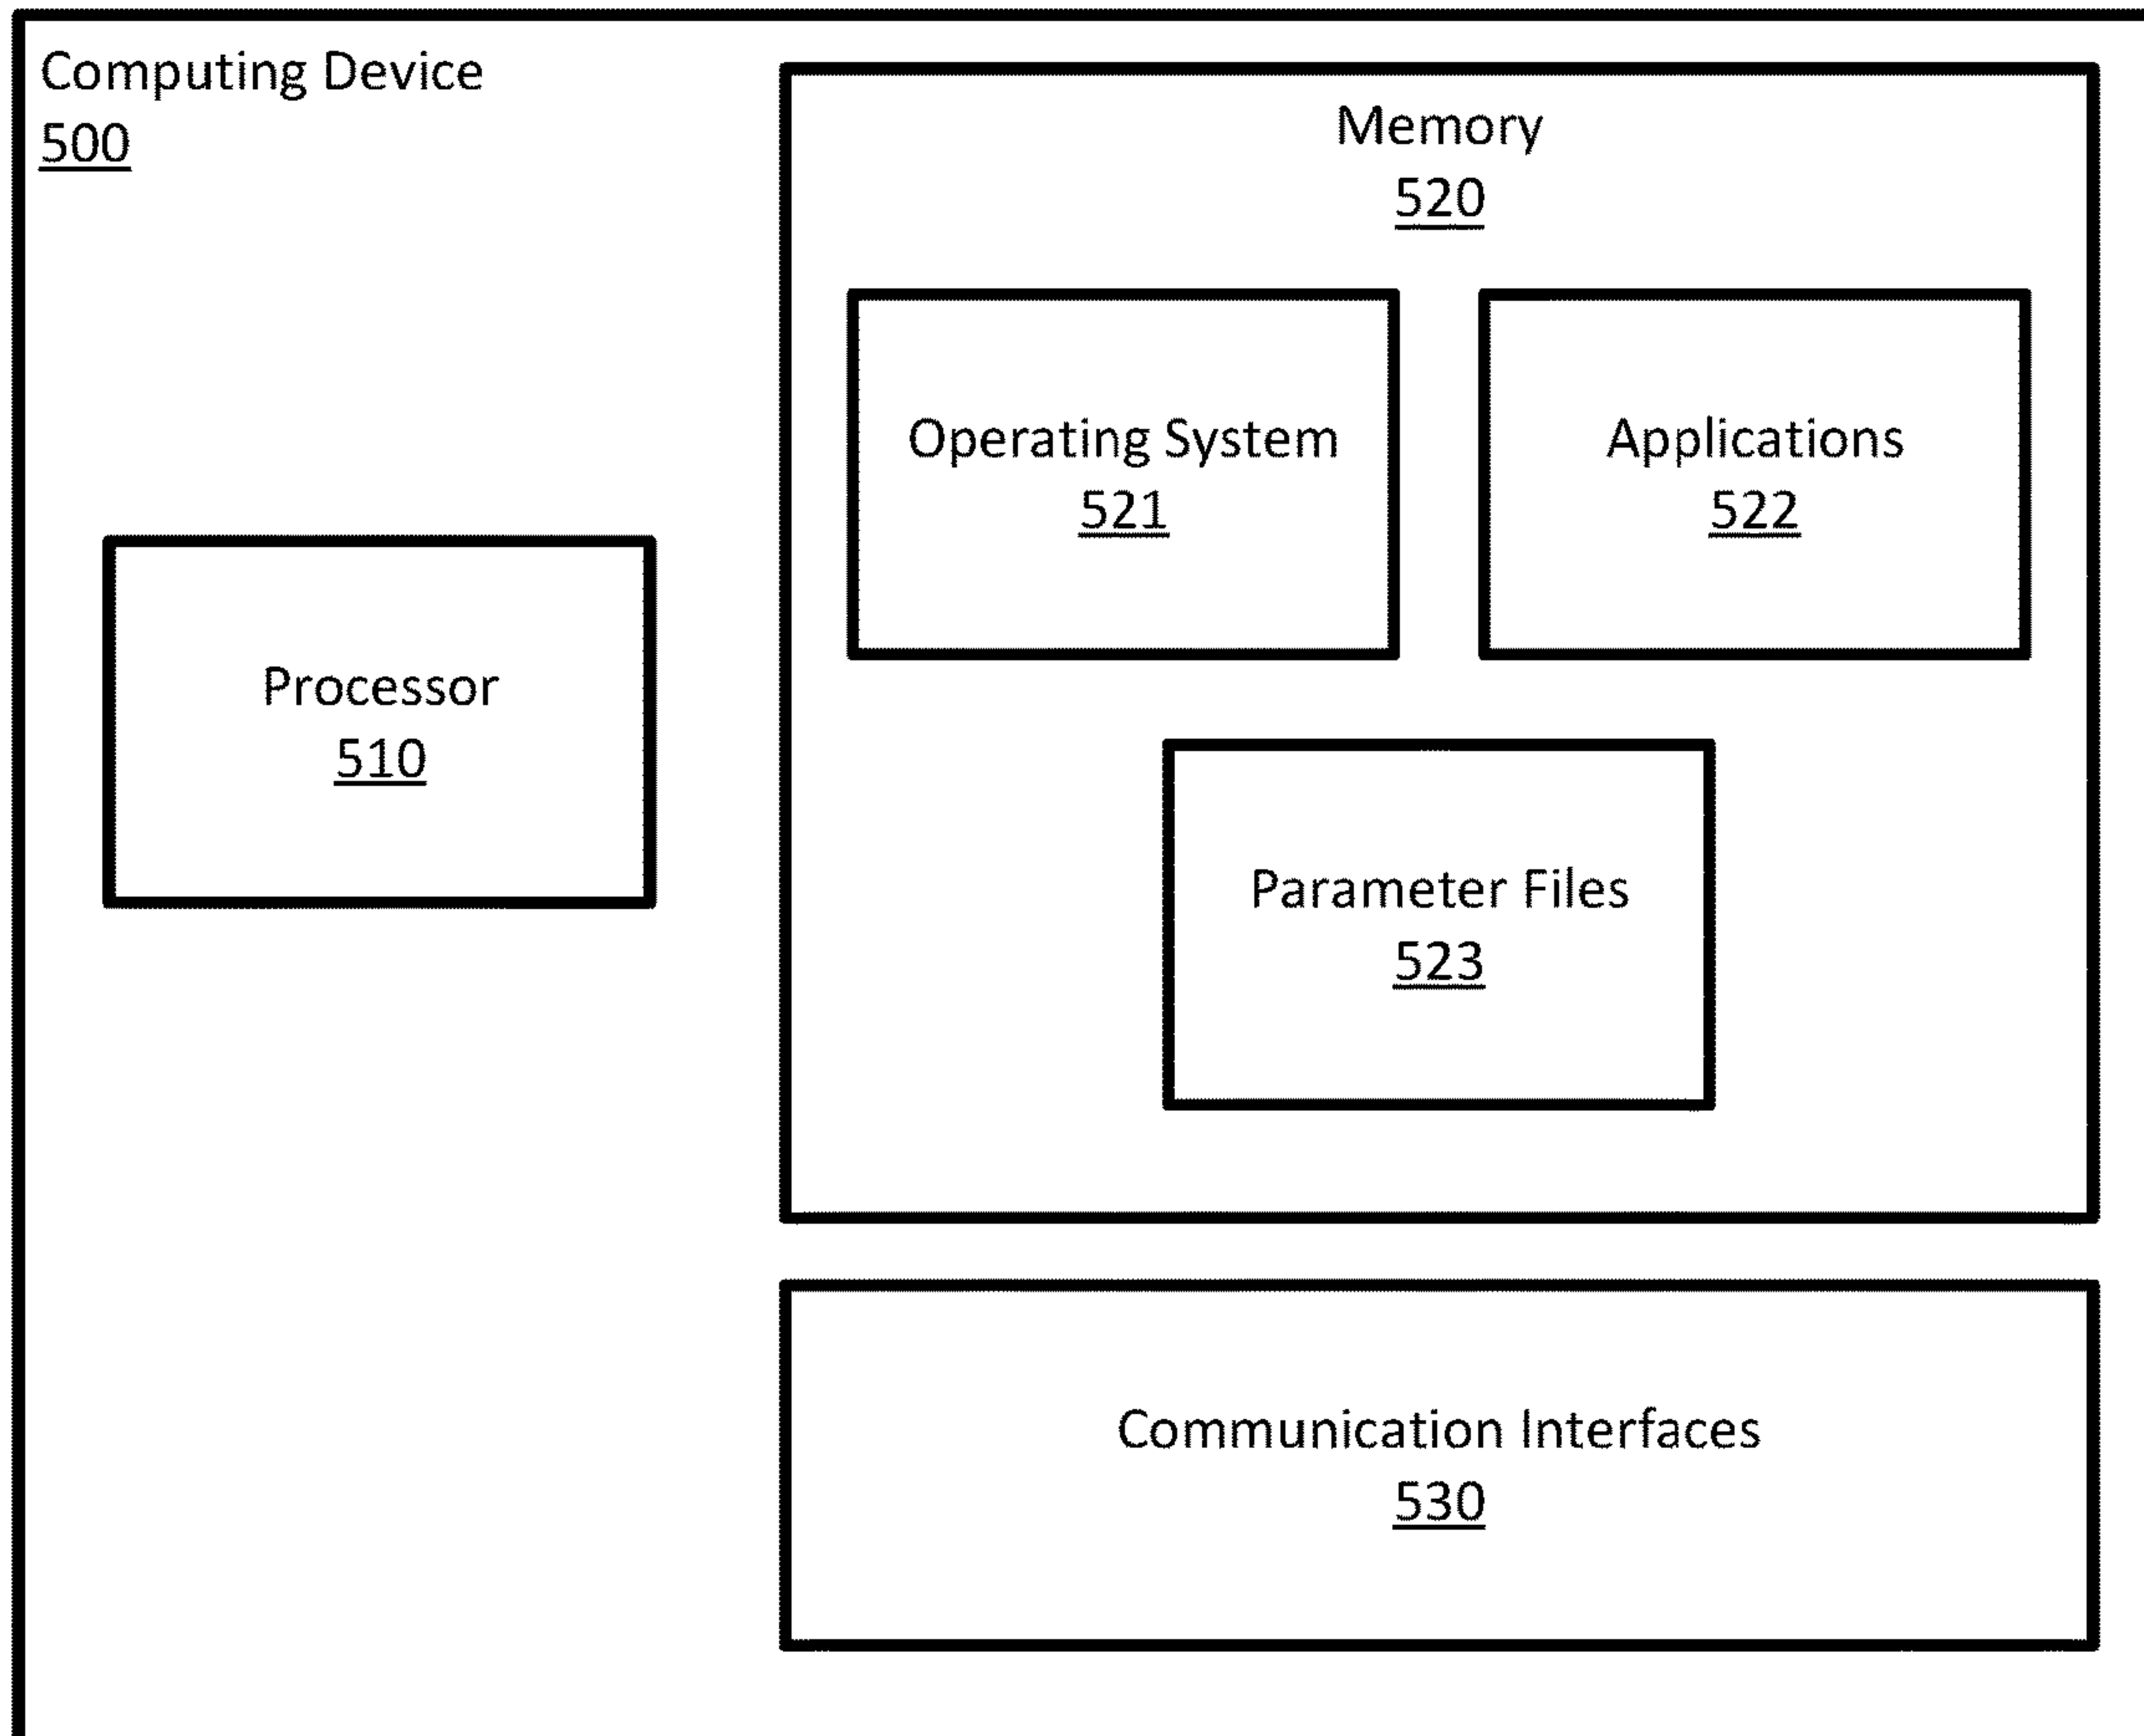 Computing Device
500
Memory
520
Operating System
521
Applications
522
Processor
510
Parameter Files
523
Communication Interfaces
530